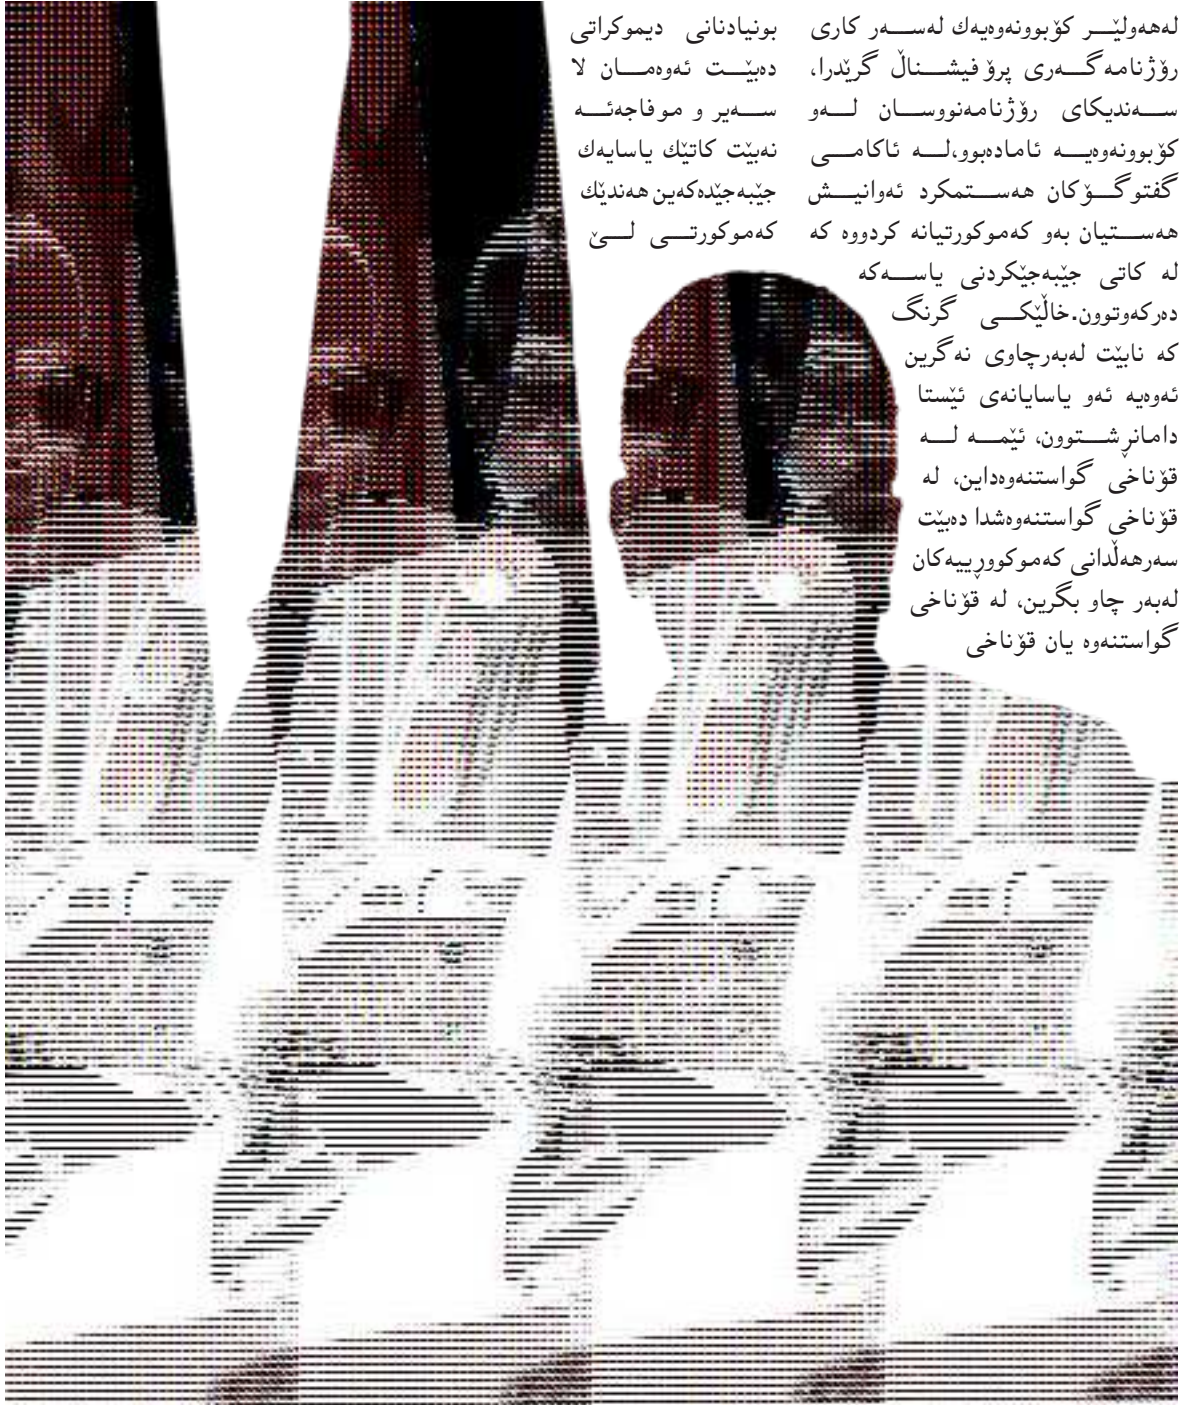 لەهەولێر کۆبوونەوەیەك لەسەر کاری
رۆژنامەگەری پرۆفیشناڵ گرێدرا،
سەندیکای رۆژنامەنووسان لەو
کۆبوونەوەیە ئامادەبوو،لە ئاکامی
گفتوگۆکان هەستمکرد ئەوانیش
هەستیان بەو کەموکورتیانە کردووە کە
لە کاتی جێبەجێکردنی یاسەکە
دەرکەوتوون.خاڵێکی گرنگ
کە نابێت لەبەرچاوی نەگرین
ئەوەیە ئەو یاسایانەی ئێستا
دامانڕشتوون، ئێمە لە
قۆناخی گواستنەوەداین، لە
قۆناخی گواستنەوەشدا دەبێت
سەرهەڵدانی کەموکووڕییەکان
لەبەر چاو بگرین، لە قۆناخی
گواستنەوە یان قۆناخی
بونیادنانی دیموکراتی
دەبێت ئەوەمان لا
سەیر و موفاجەئە
نەبێت کاتێك یاسایەك
جێبەجێدەکەین هەندێك
کەموکورتی لێ